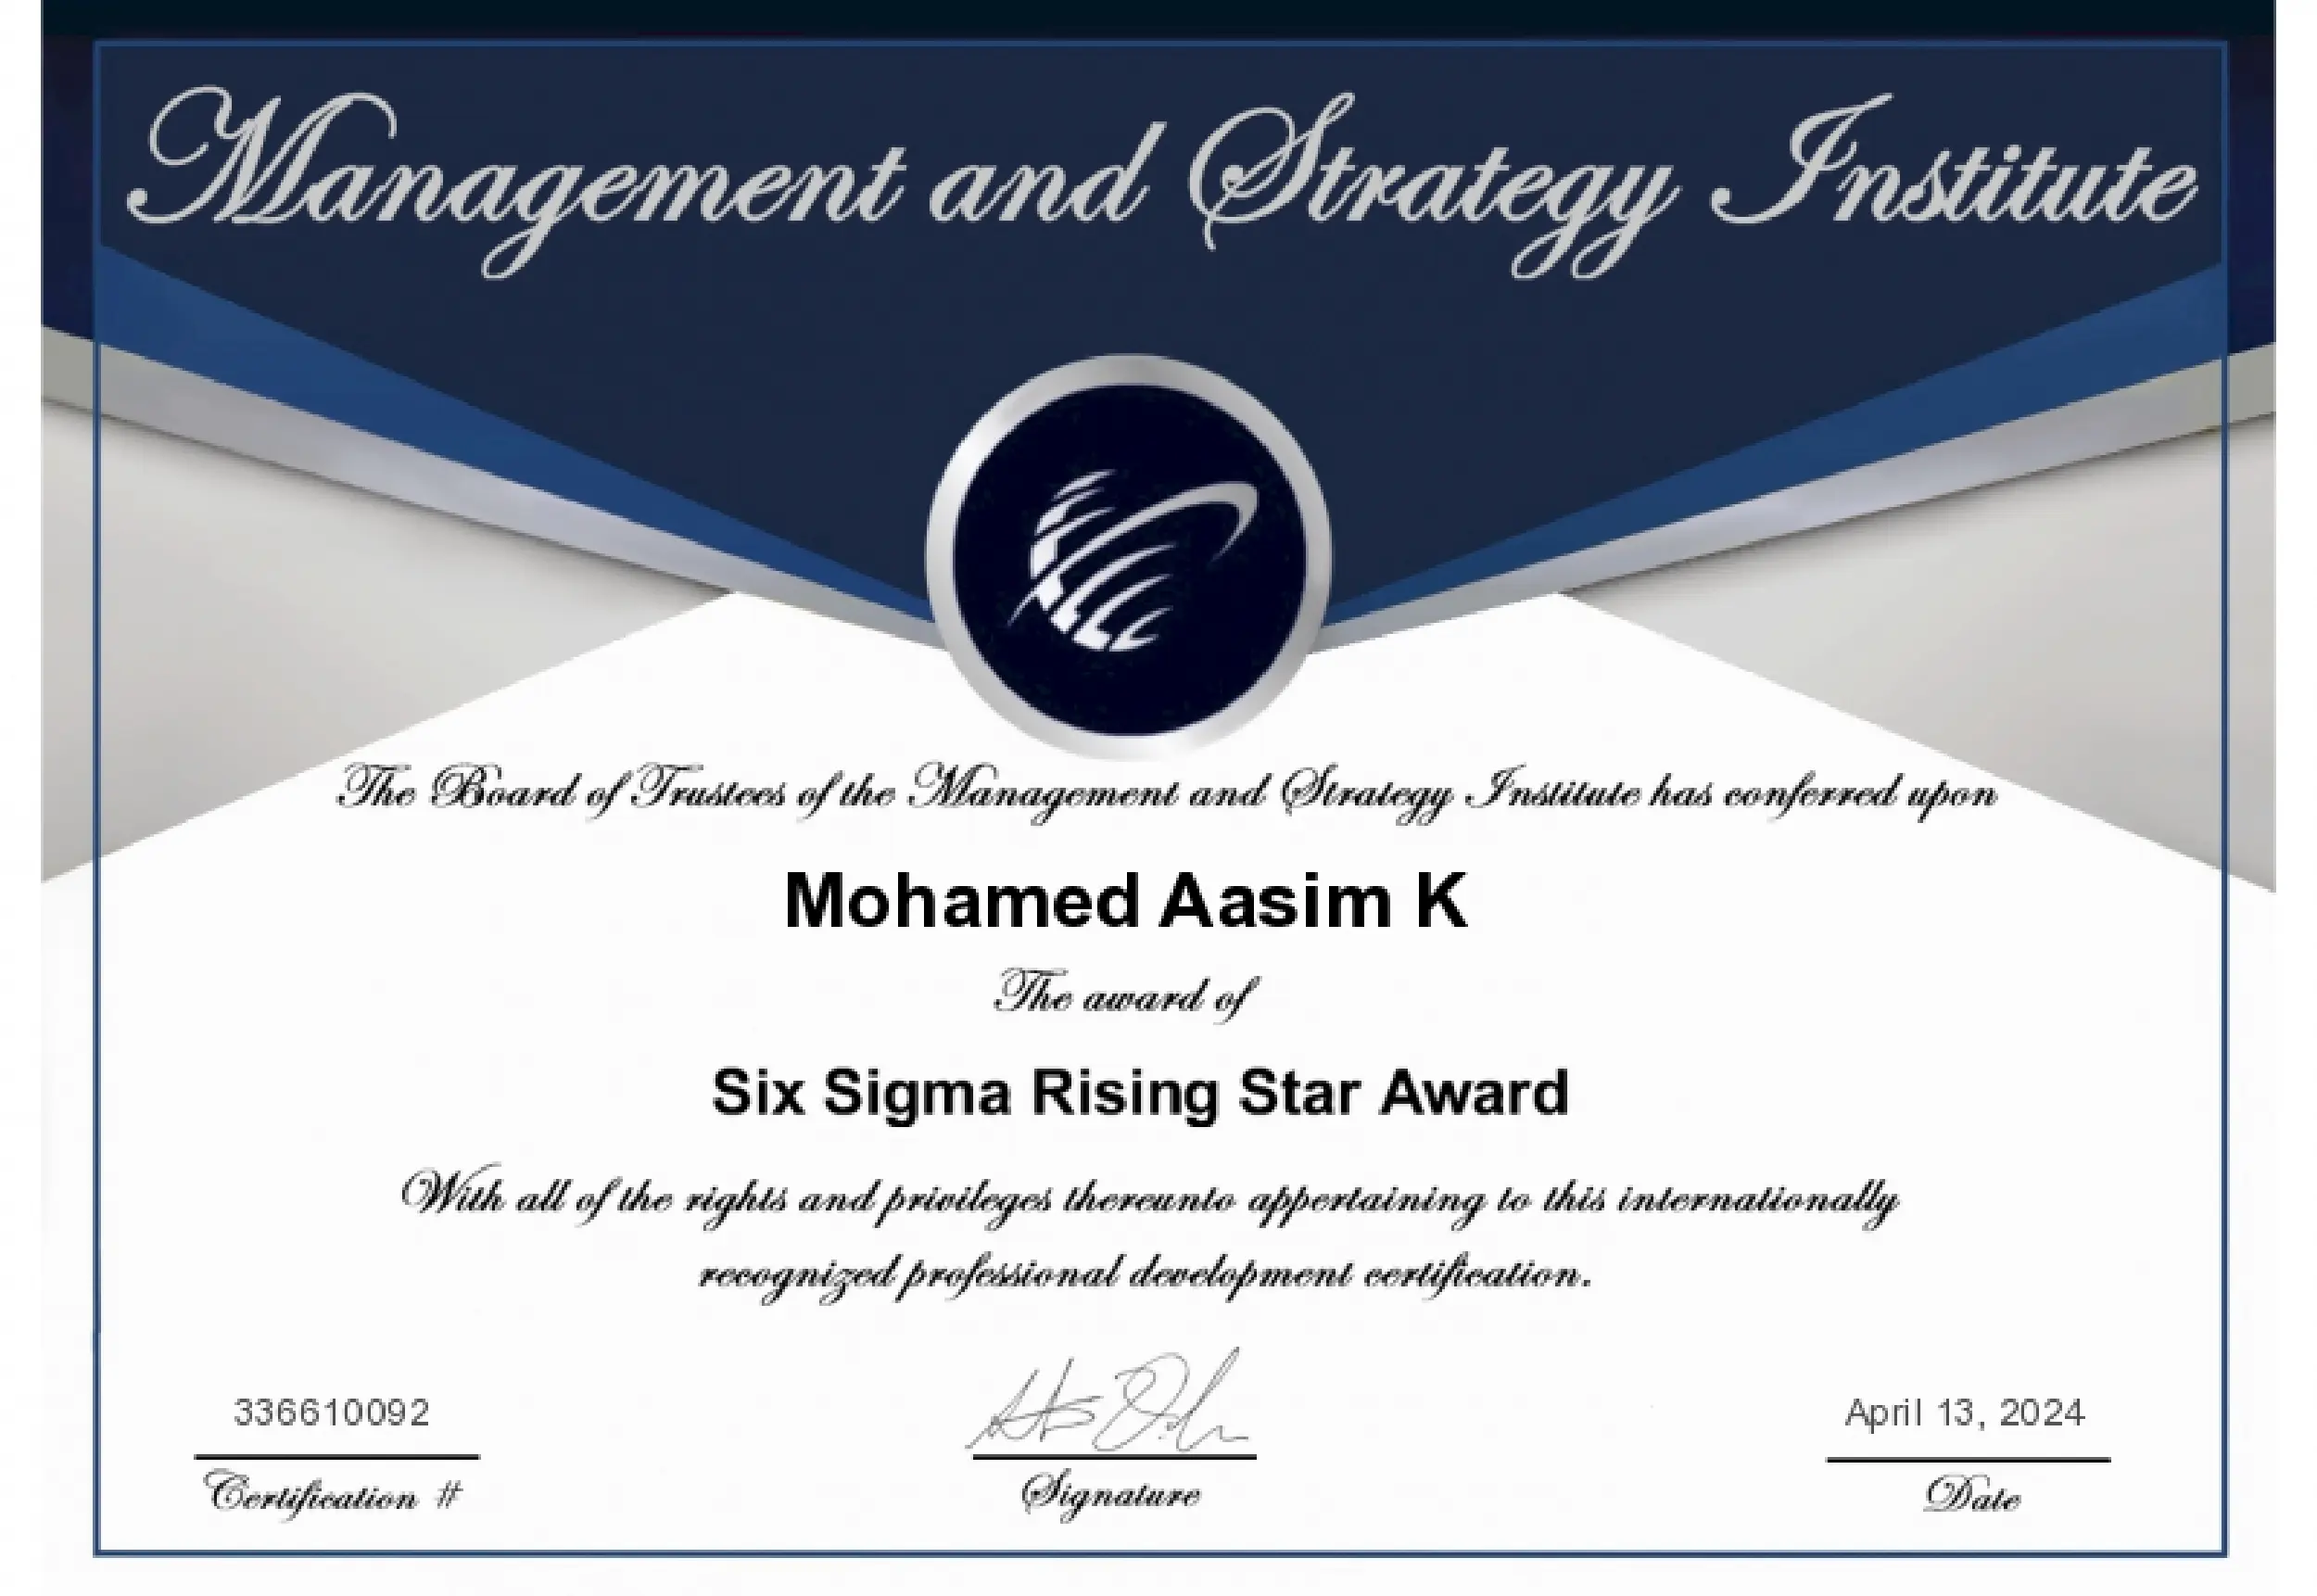 Management and Strategy Institute
The Board of Trustees of the Management and Strategy Institute has conferred upon
Mohamed Aasim K
The award of
Six Sigma Rising Star Award
With all of the rights and privileges thereunto appertaining to this internationally
recognized professional development certification.
336610092
Certification #
Signature
April 13, 2024
Date